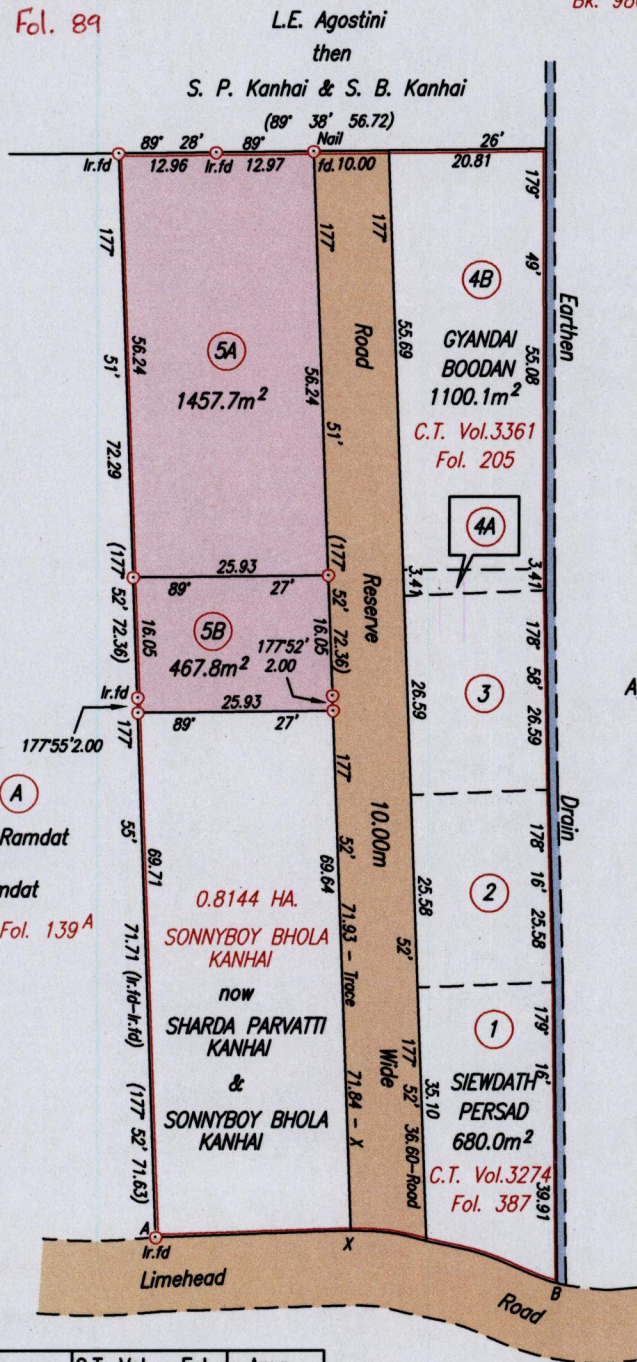 Fol. 89
L.E. Agostini
then
S. P. Kanhai & S. B. Kanhai
(89° 38' 56.72)
89° 28' 89° Nail 26'
Ir.fd 12.96 Ir.fd 12.97 fd.10.00 20.81
177° 51'
56.24
72.29
(177° 52' 72.36)
5A
1457.7m²
56.24
177° 51'
(177° 52' 72.36)
Road
Reserve
10.00m
Wide
177°
55.69
4B
GYANDAI
BOODAN
1100.1m²
C.T. Vol.3361
Fol. 205
179° 49' 55.08
Earthen
Drain
4A
3.41
3.41
25.93
89° 27'
5B
467.8m²
16.05
16.05
177°52'
2.00
Ir.fd
25.93
89° 27'
177°55'2.00
26.59
3
178° 58' 26.59
A
A
Ramdat
Fol. 139A
177° 55' 69.71
71.71 (Ir.fd-Ir.fd)
(177° 52' 71.63)
0.8144 HA.
SONNYBOY BHOLA
KANHAI
now
SHARDA PARVATTI
KANHAI
&
SONNYBOY BHOLA
KANHAI
177° 52' 69.64
71.93 - Trace
71.84 - X
25.58
2
178° 16' 25.58
52'
177° 52' 36.60-Road
35.10
1
SIEWDATH
PERSAD
680.0m²
C.T. Vol.3274
Fol. 387
179° 16' 39.91
A
Ir.fd
X
B
Limehead
Road